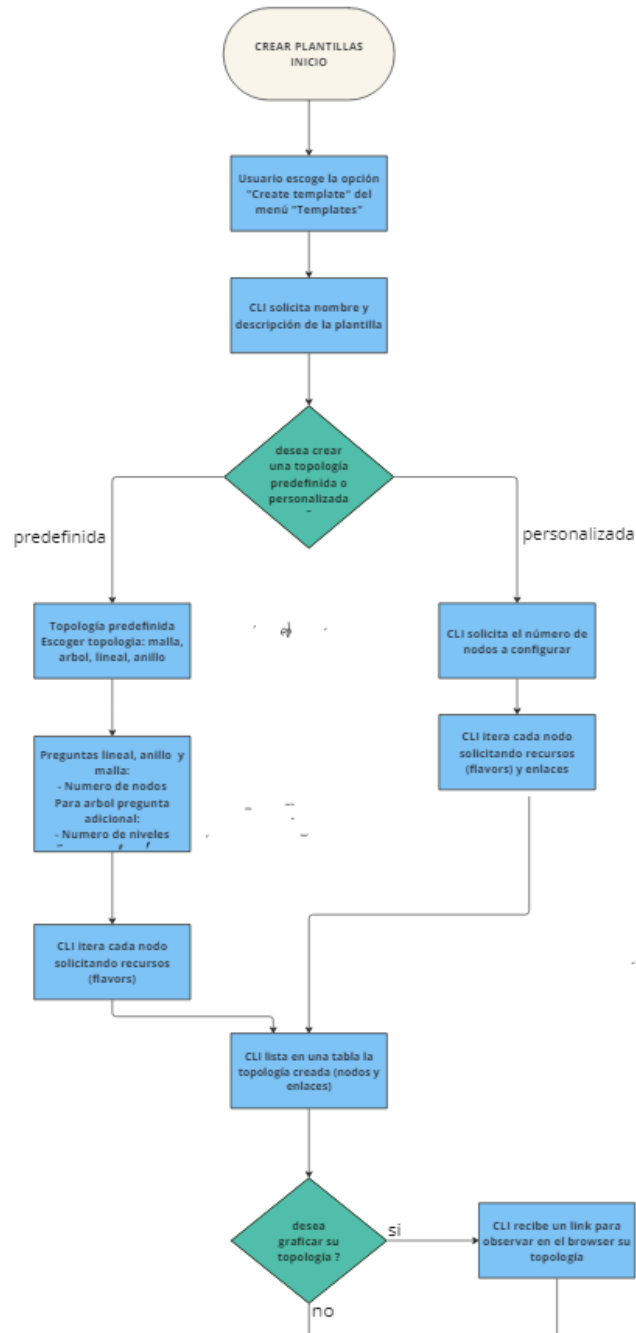 CREAR PLANTILLAS
INICIO
Usuario escoge la opción
"Create template" del
menú "Templates"
CLI solicita nombre y
descripción de la plantilla
desea crear
una topología
predefinida o
personalizada
predefinida
personalizada
Topología predefinida
Escoger topologia: malla,
arbol, lineal, anillo
CLI solicita el número de
nodos a configurar
Preguntas lineal, anillo y
malla:
- Numero de nodos
Para arbol pregunta
adicional:
- Numero de niveles
CLI itera cada nodo
solicitando recursos
(flavors) y enlaces
CLI itera cada nodo
solicitando recursos
(flavors)
CLI lista en una tabla la
topología creada (nodos y
enlaces)
desea
graficar su
topología ?
si
CLI recibe un link para
observar en el browser su
topología
no